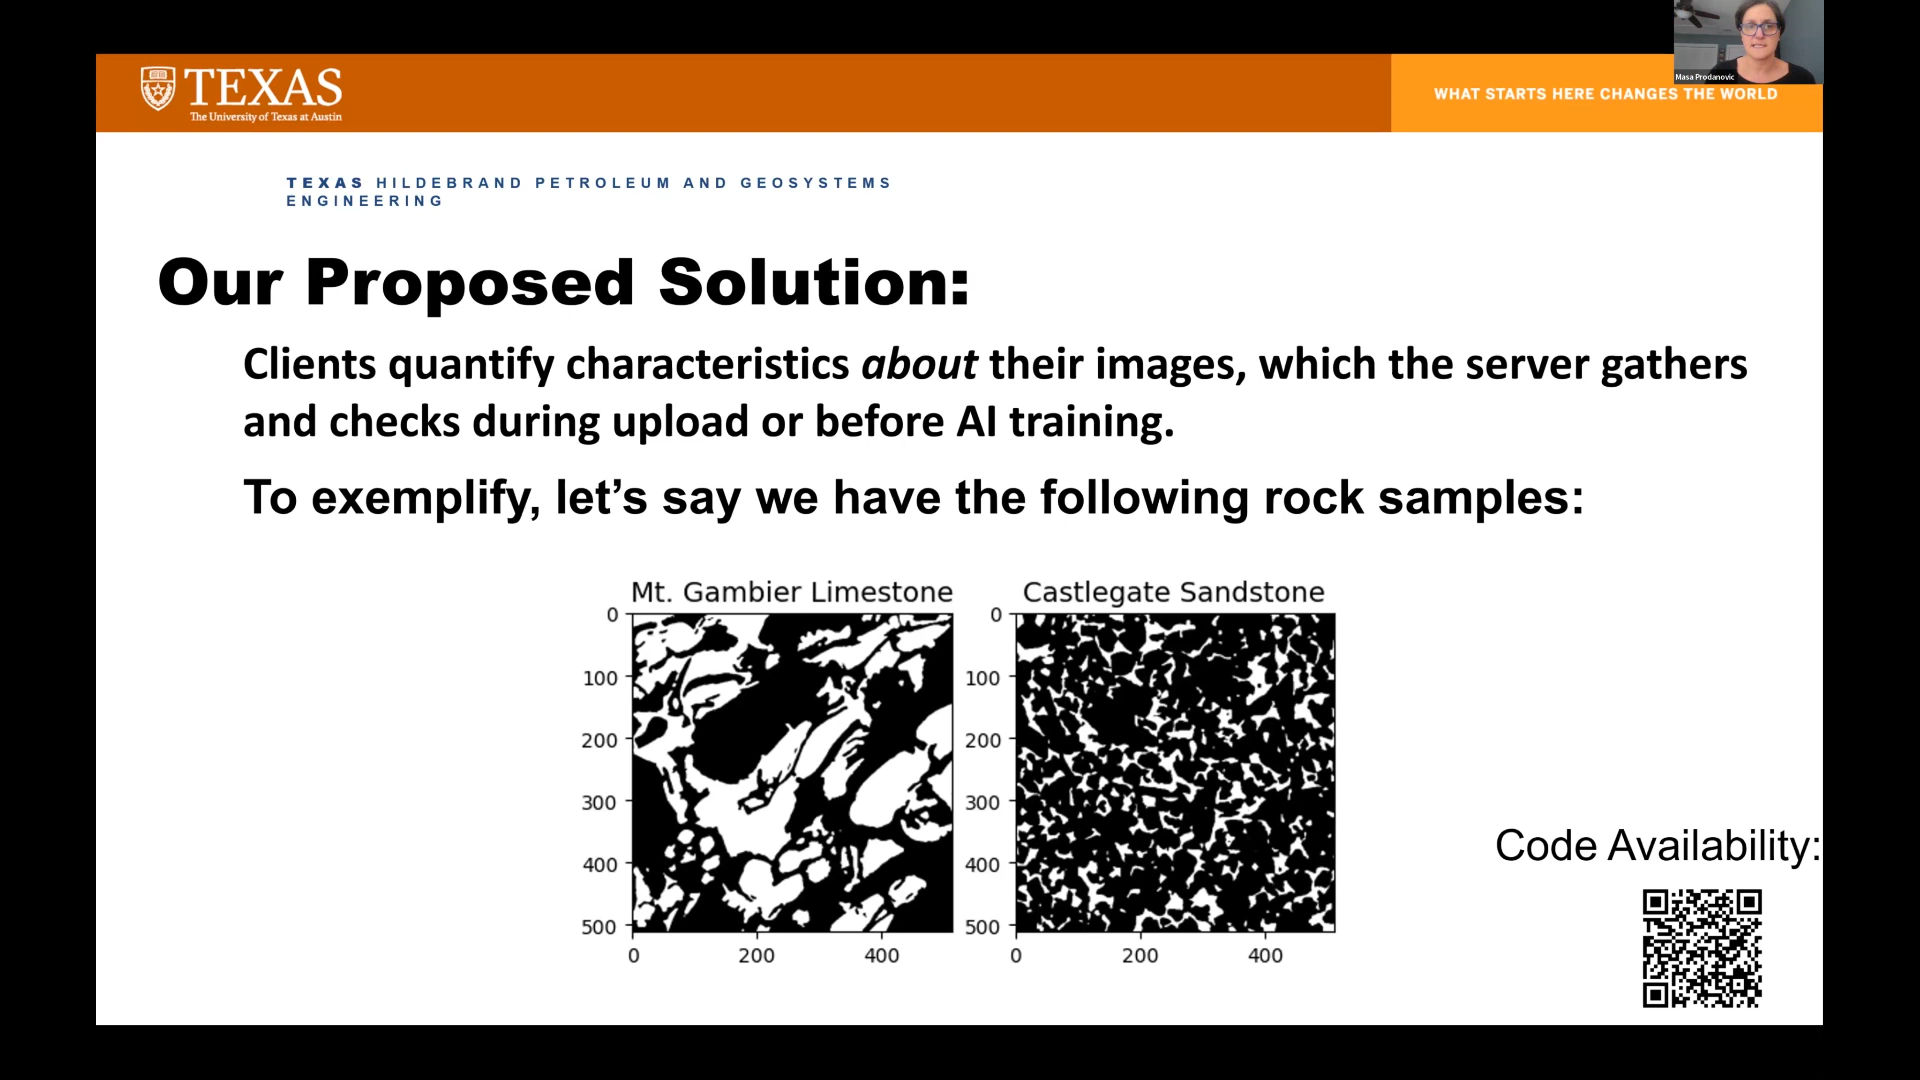 Masa Prodanovic
TEXAS
The University of Texas at Austin
WHAT STARTS HERE CHANGES THE WORLD
TEXAS HILDEBRAND PETROLEUM AND GEOSYSTEMS
ENGINEERING
Our Proposed Solution:
Clients quantify characteristics about their images, which the server gathers
and checks during upload or before AI training.
To exemplify, let’s say we have the following rock samples:
Mt. Gambier Limestone
0
100
200
300
400
500
0 200 400
Castlegate Sandstone
0
100
200
300
400
500
0 200 400
Code Availability: